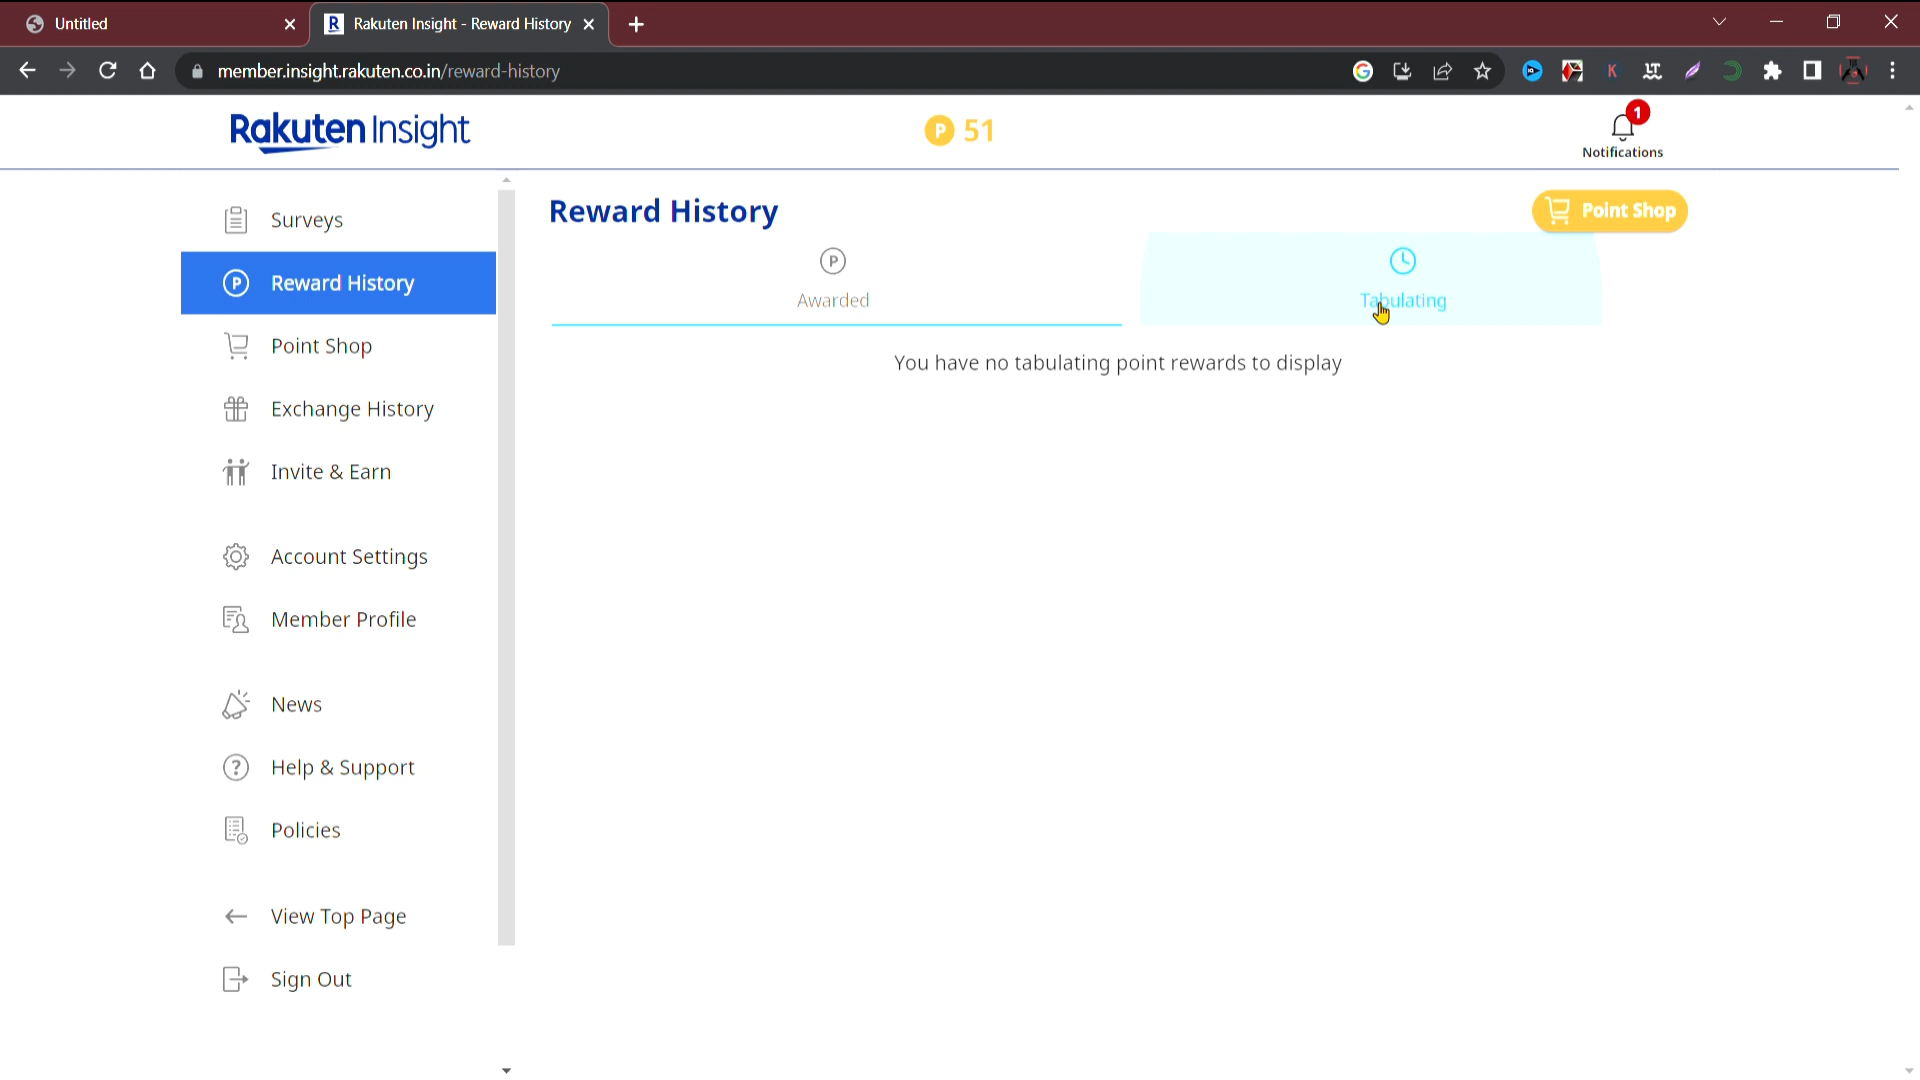 Untitled
Rakuten Insight - Reward History
member.insight.rakuten.co.in/reward-history
Rakuten Insight
P 51
1
Notifications
Surveys
Reward History
Point Shop
Exchange History
Invite & Earn
Account Settings
Member Profile
News
Help & Support
Policies
View Top Page
Sign Out
Reward History
Point Shop
Awarded
Tabulating
You have no tabulating point rewards to display